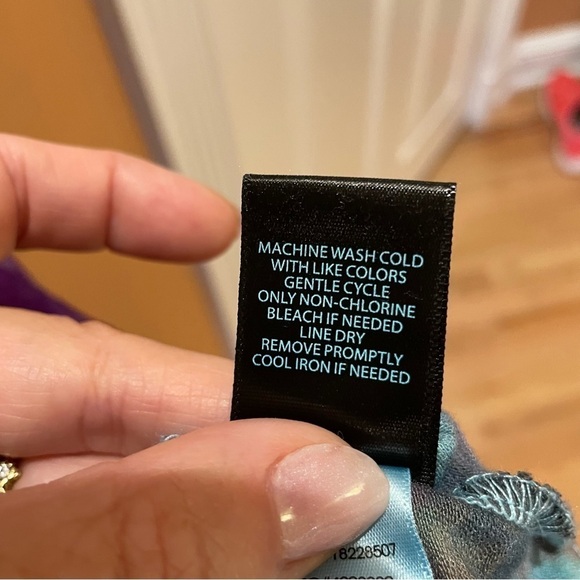 MACHINE WASH COLD
WITH LIKE COLORS
GENTLE CYCLE
ONLY NON-CHLORINE
BLEACH IF NEEDED
LINE DRY
REMOVE PROMPTLY
COOL IRON IF NEEDED
18228507